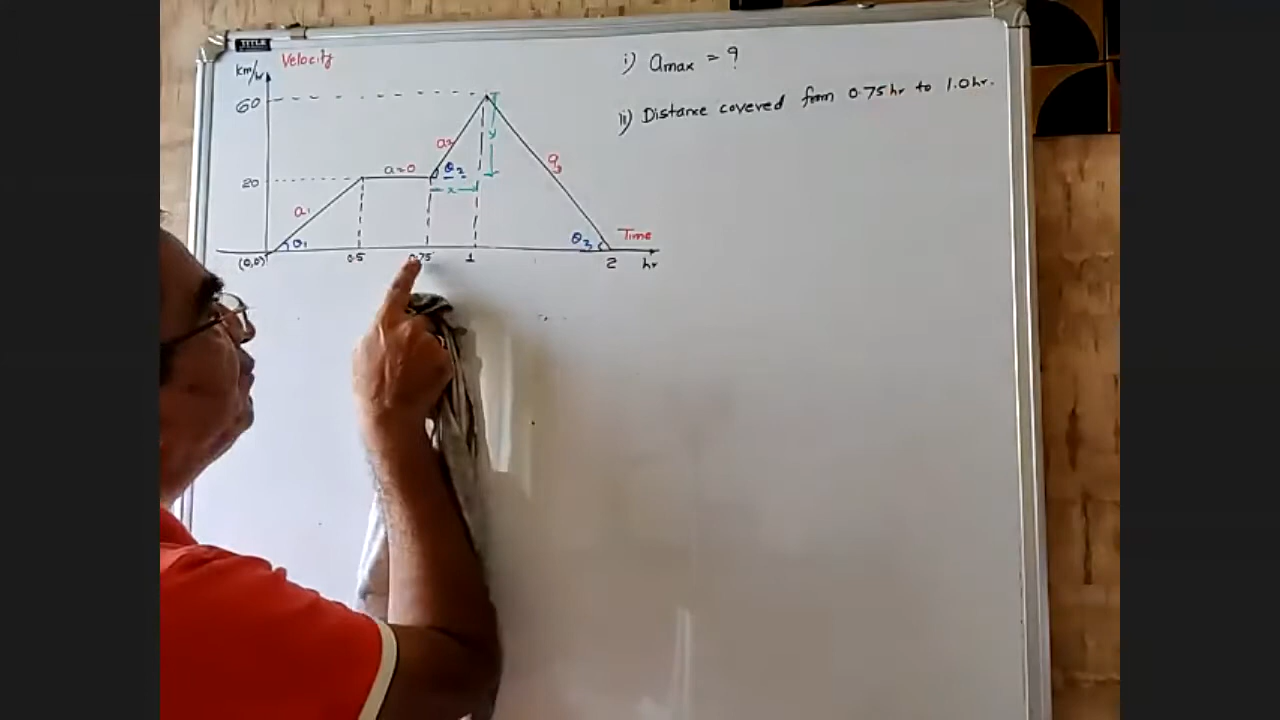 TITLE
Velocity
km/hr
60
20
a1
a=0
a2
θ2
x
y
a3
θ1
θ3
Time
(0,0)
0.5
0.75
1
2
hr
i) amax = ?
ii) Distance covered from 0.75 hr to 1.0 hr.